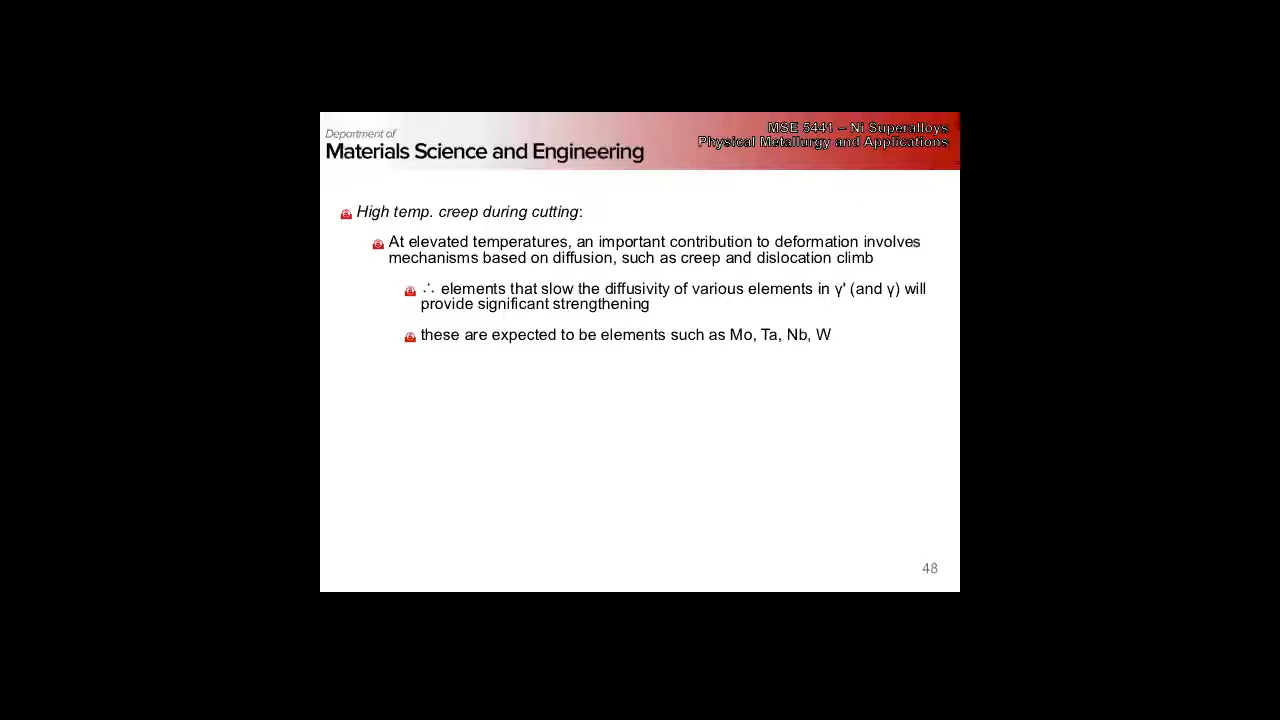 Department of
Materials Science and Engineering
MSE 5441 – Ni Superalloys
Physical Metallurgy and Applications
High temp. creep during cutting:
At elevated temperatures, an important contribution to deformation involves
mechanisms based on diffusion, such as creep and dislocation climb
∴ elements that slow the diffusivity of various elements in γ' (and γ) will
provide significant strengthening
these are expected to be elements such as Mo, Ta, Nb, W
48